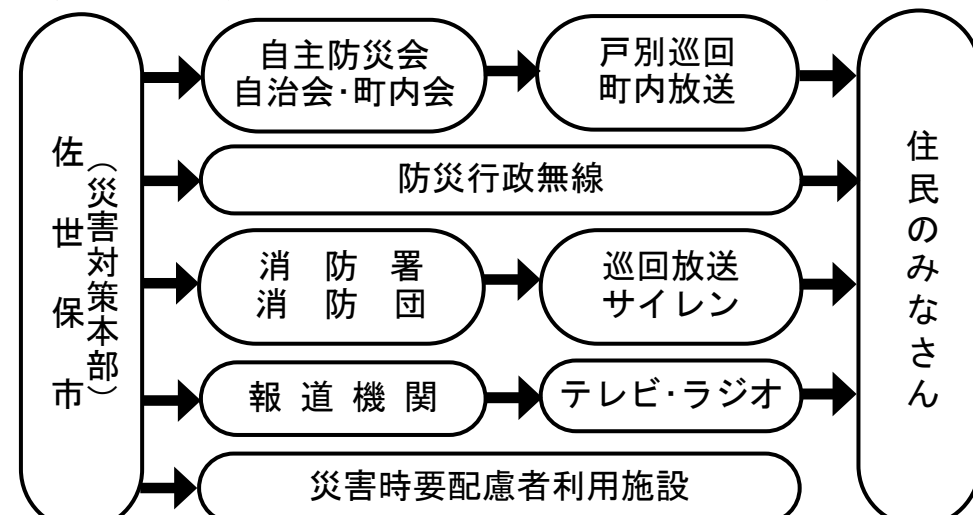 佐世保市
（災害対策本部）
自主防災会
自治会・町内会
戸別巡回
町内放送
防災行政無線
消防署
消防団
巡回放送
サイレン
報道機関
テレビ・ラジオ
災害時要配慮者利用施設
住民のみなさん